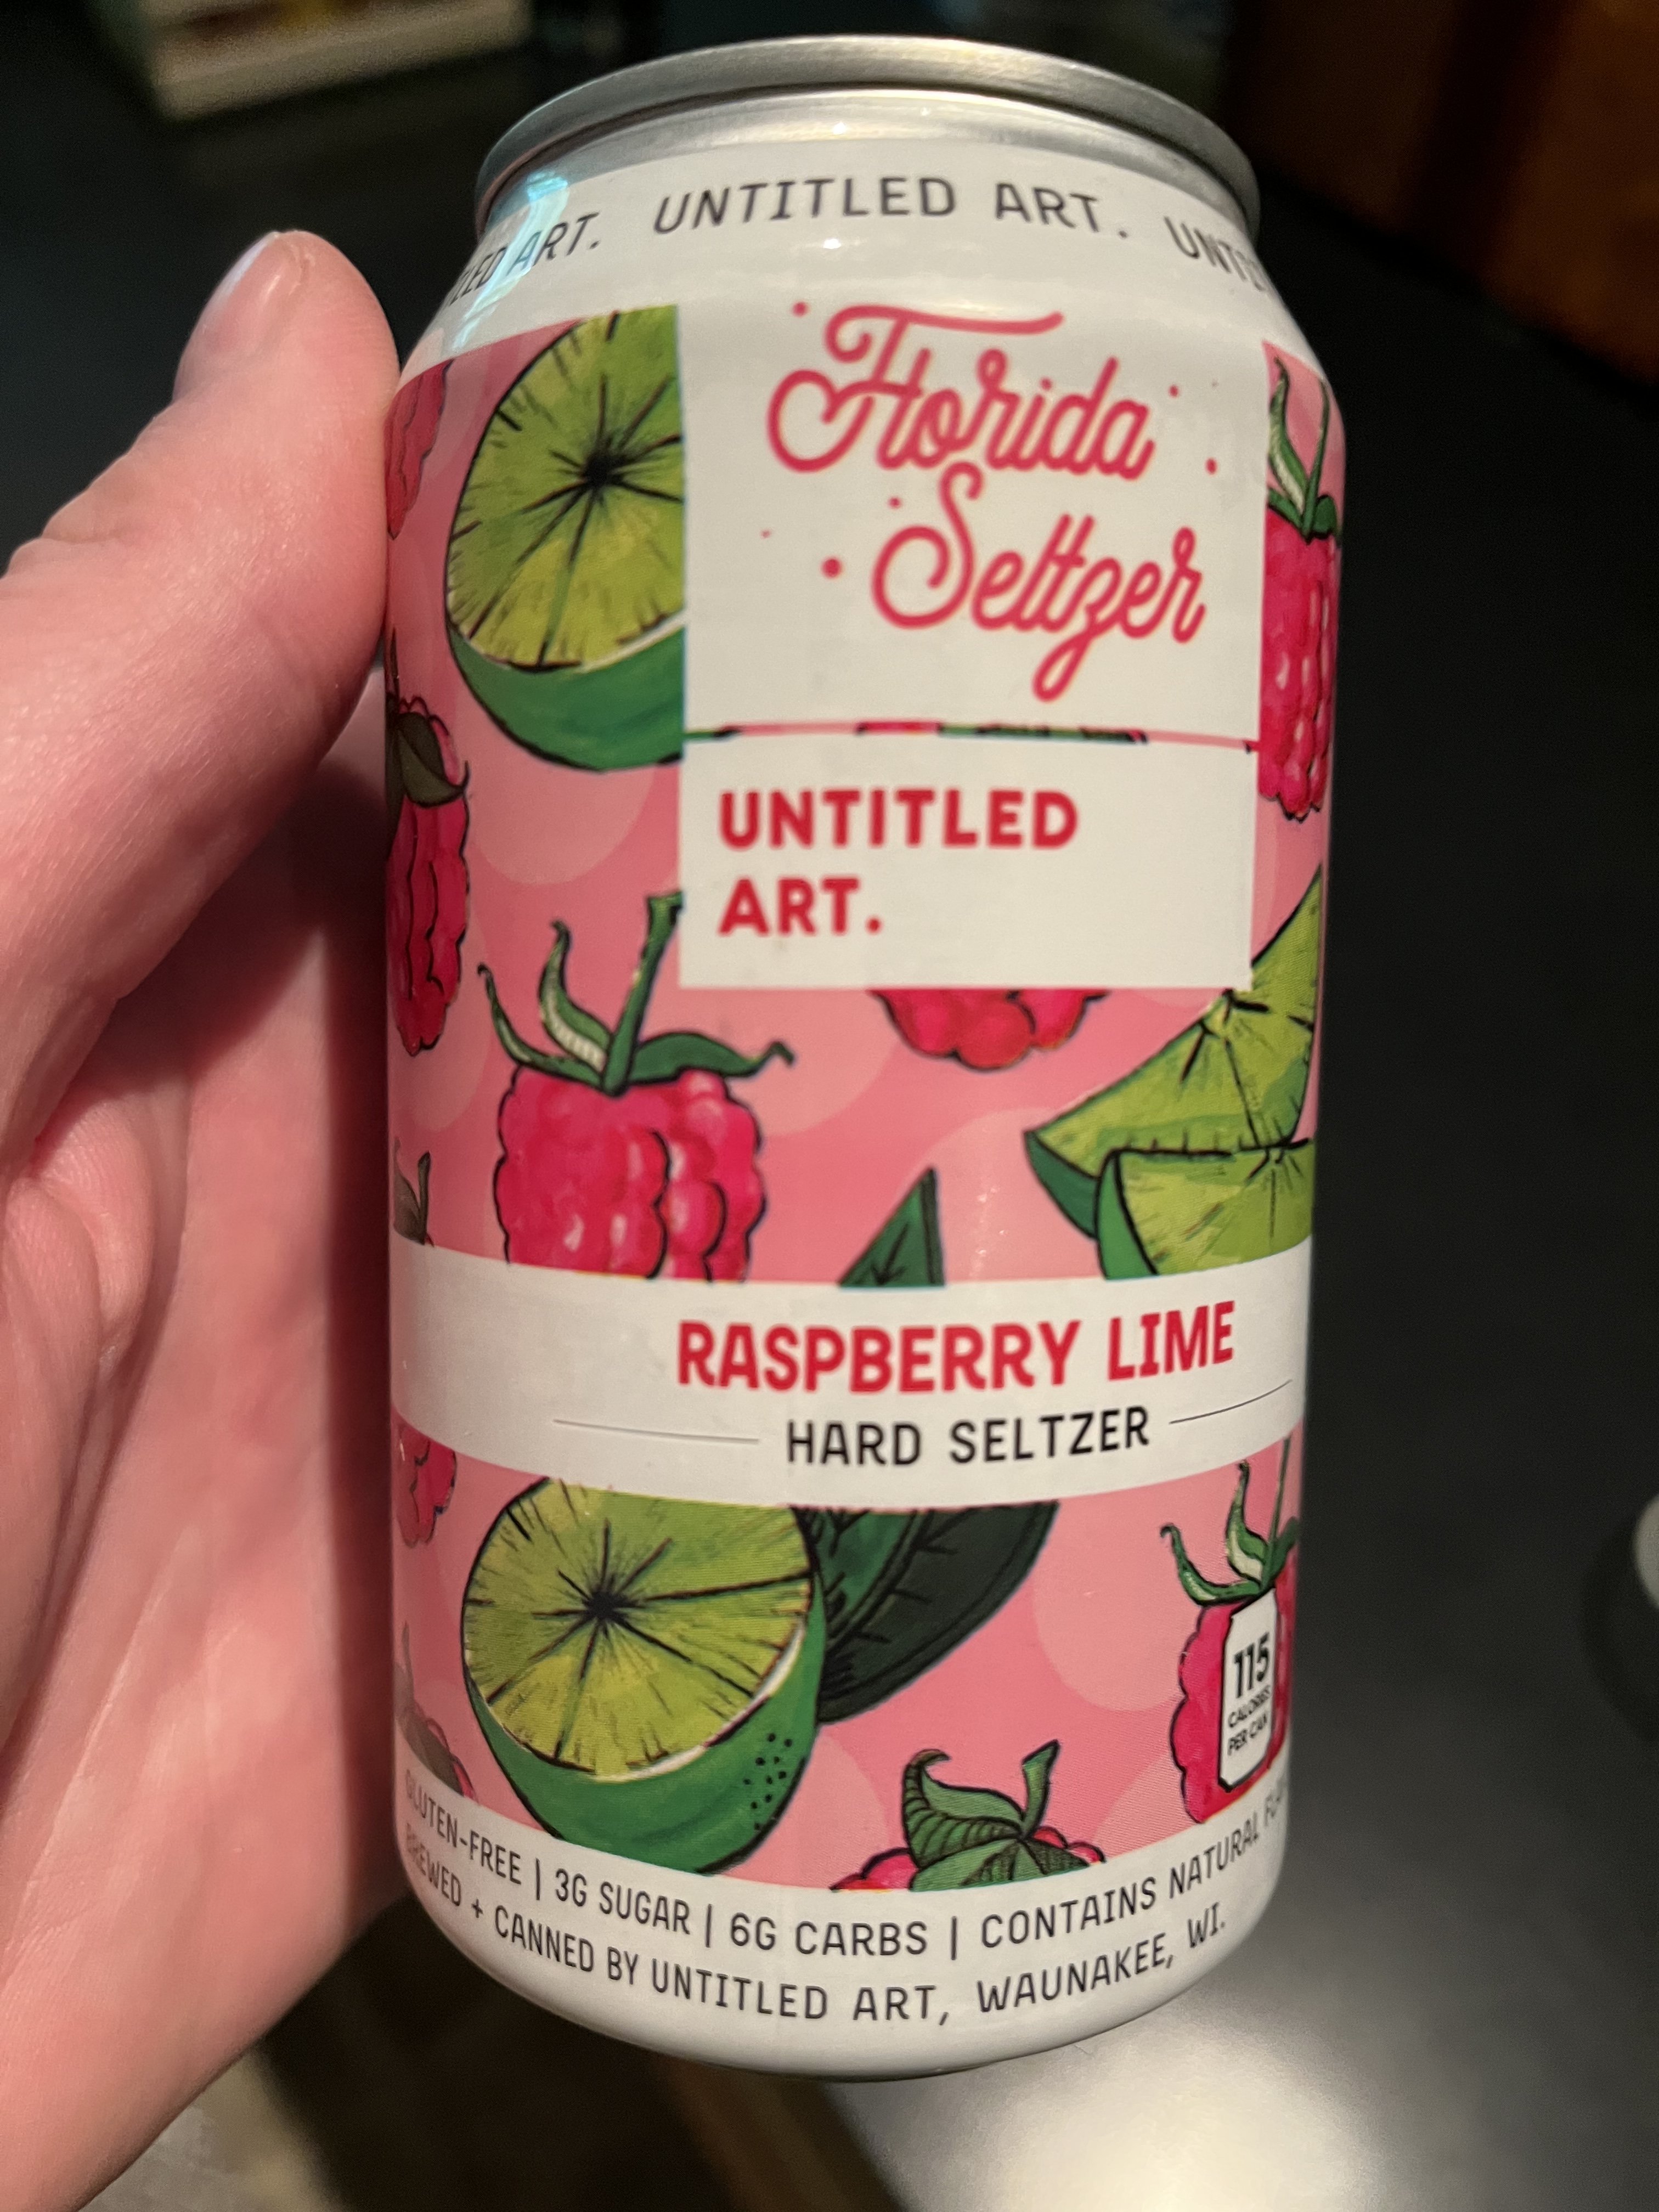 ART. UNTITLED ART.
Florida
Seltzer
UNTITLED
ART.
RASPBERRY LIME
HARD SELTZER
115
CALORIES
PER CAN
GLUTEN-FREE | 3G SUGAR | 6G CARBS | CONTAINS NATURAL
BREWED + CANNED BY UNTITLED ART, WAUNAKEE, WI.